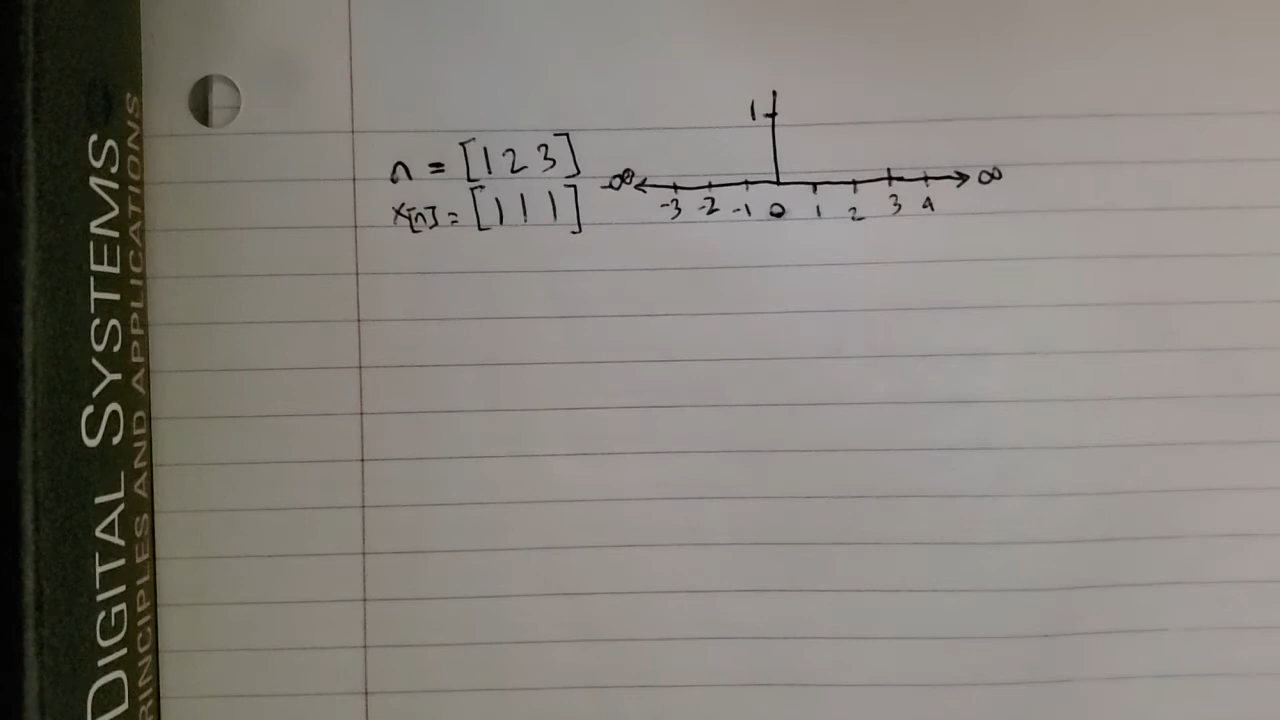 DIGITAL SYSTEMS
PRINCIPLES AND APPLICATIONS
n = [1 2 3]
x[n] = [1 1 1]
1
-∞ ∞
-3 -2 -1 0 1 2 3 4